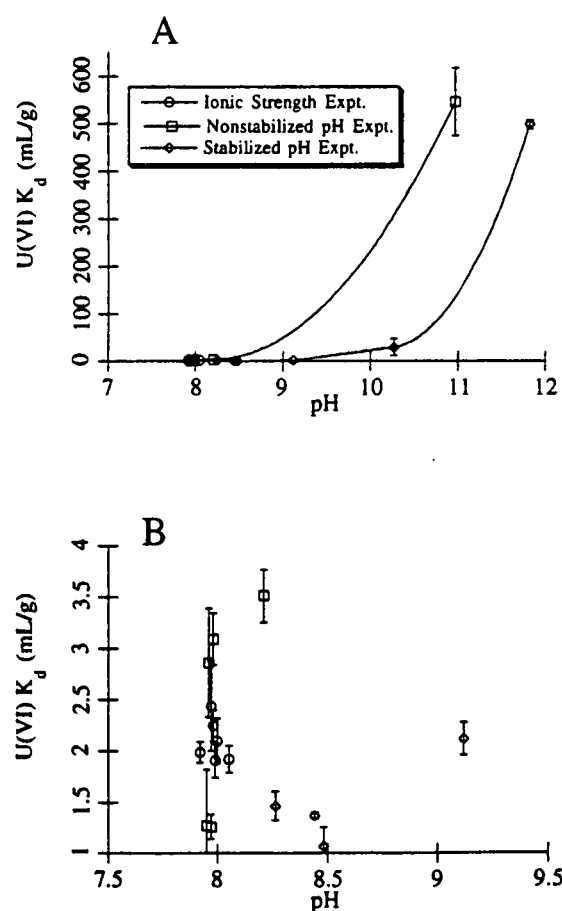 A
600
500
400
300
200
100
0
U(VI) K d (mL/g)
Ionic Strength Expt.
Nonstabilized pH Expt.
Stabilized pH Expt.
7 8 9 10 11 12
pH
B
4
3.5
3
2.5
2
1.5
1
U(VI) K d (mL/g)
7.5 8 8.5 9 9.5
pH